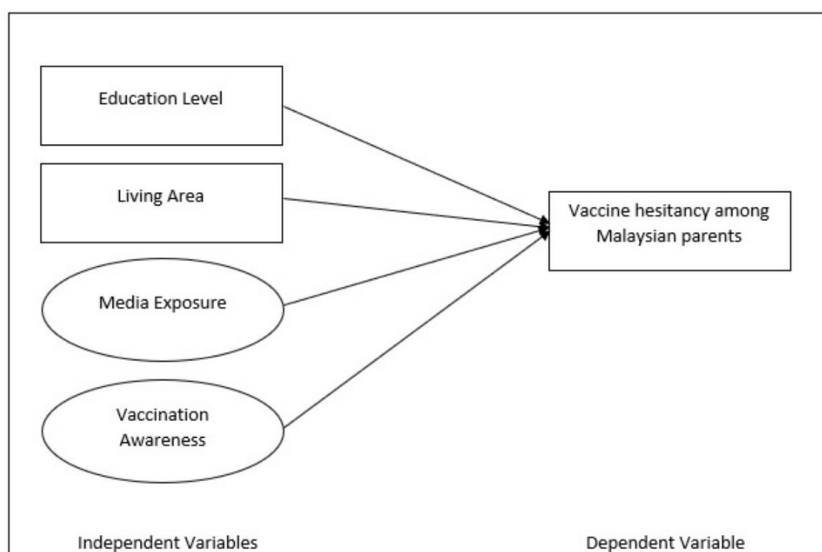 Education Level
Living Area
Media Exposure
Vaccination
Awareness
Vaccine hesitancy among
Malaysian parents
Independent Variables
Dependent Variable